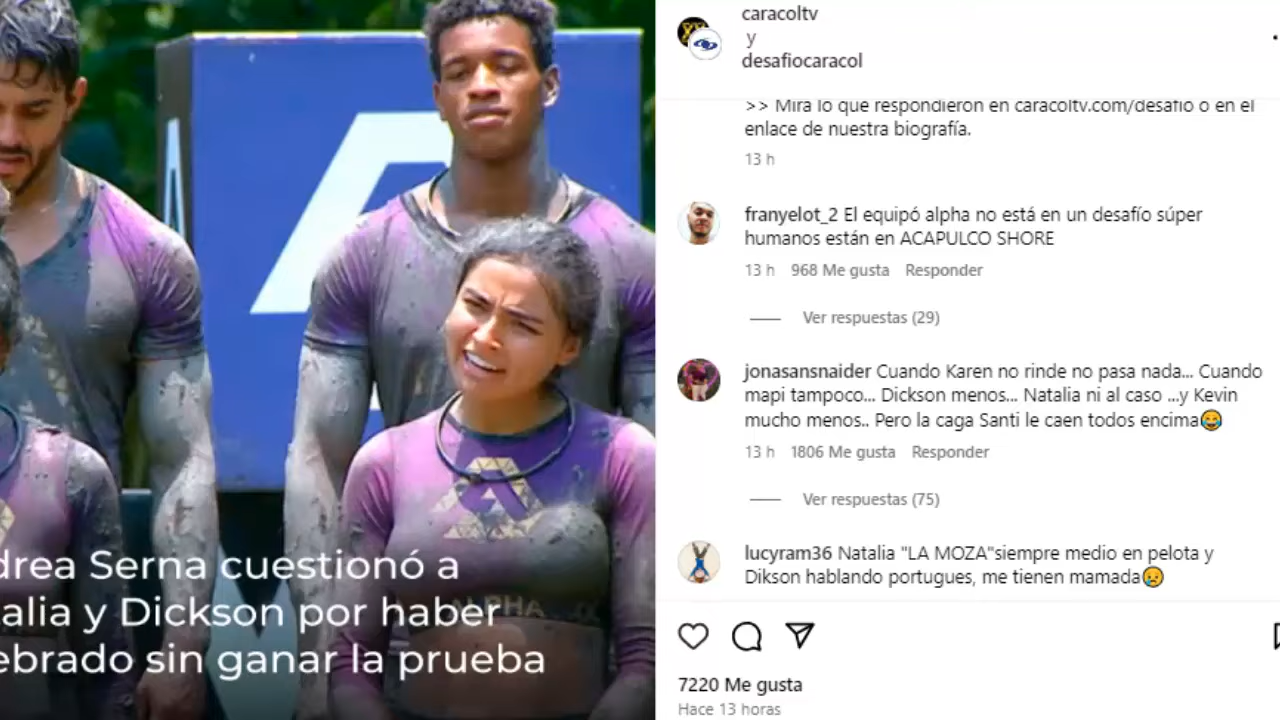 drea Serna cuestionó a
talia y Dickson por haber
ebrado sin ganar la prueba
ALPHA
caracoltv
y
desafiocaracol
>> Mira lo que respondieron en caracoltv.com/desafio o en el
enlace de nuestra biografía.
13 h
franyelot_2 El equipó alpha no está en un desafío súper
humanos están en ACAPULCO SHORE
13 h 968 Me gusta Responder
Ver respuestas (29)
jonasansnaider Cuando Karen no rinde no pasa nada... Cuando
mapi tampoco... Dickson menos... Natalia ni al caso ...y Kevin
mucho menos.. Pero la caga Santi le caen todos encima😂
13 h 1806 Me gusta Responder
Ver respuestas (75)
lucyram36 Natalia "LA MOZA"siempre medio en pelota y
Dikson hablando portugues, me tienen mamada😥
7220 Me gusta
Hace 13 horas